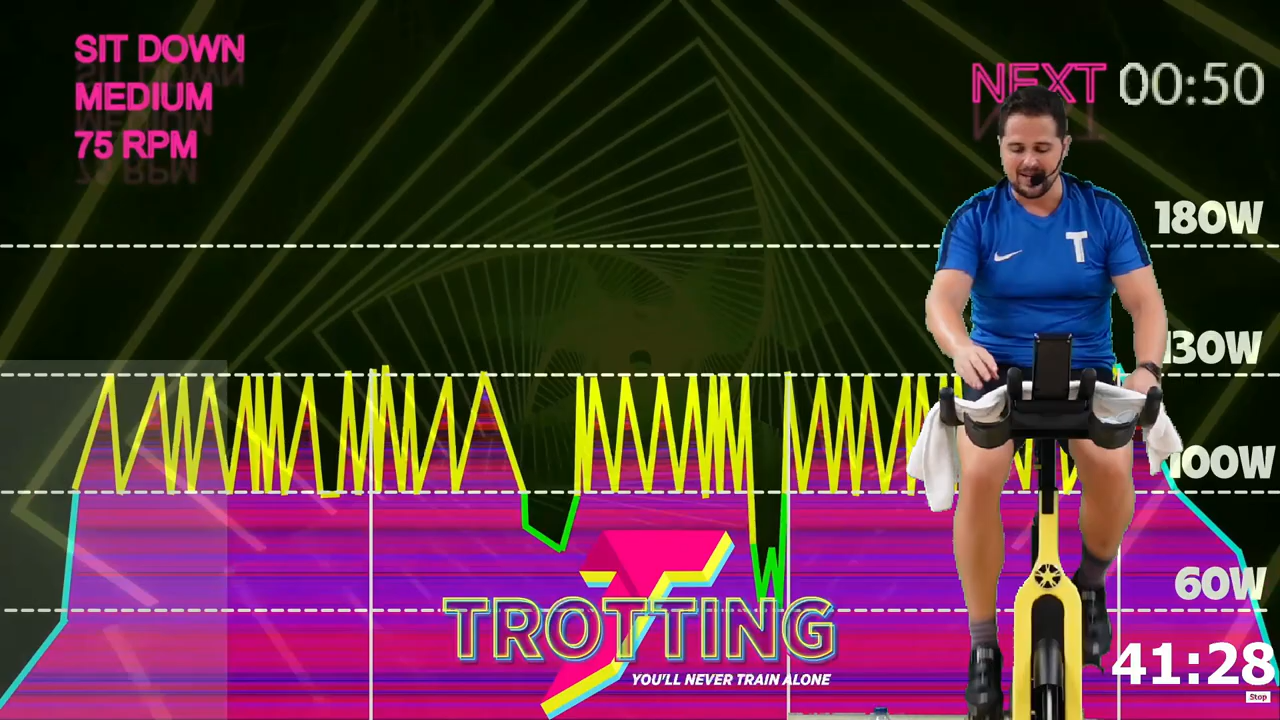 SIT DOWN
MEDIUM
75 RPM
NEXT 00:50
180W
130W
100W
60W
T
TROTTING
YOU'LL NEVER TRAIN ALONE
41:28
Stop